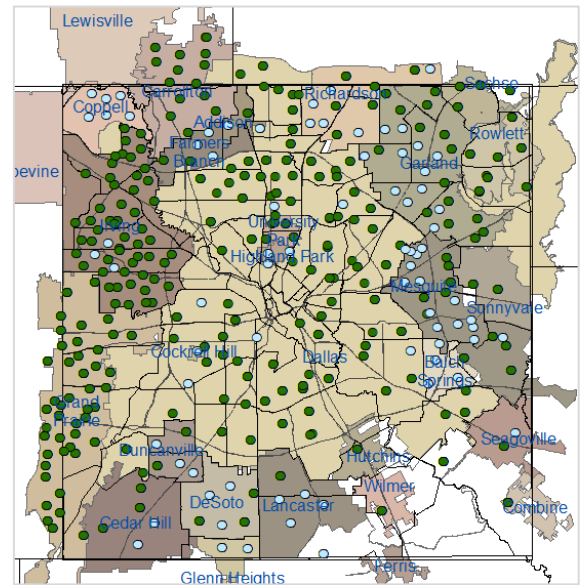 Lewisville
Carrollton
Richardson
Sachse
Coppell
Addison
Rowlett
Farmers
Branch
Garland
pevine
University
Park
Irving
Highland Park
Mesquite
Sunnyvale
Cockrell Hill
Dallas
Balch
Springs
Grand
Prairie
Seagoville
Duncanville
Hutchins
Wilmer
DeSoto
Lancaster
Combine
Cedar Hill
Ferris
Glenn Heights